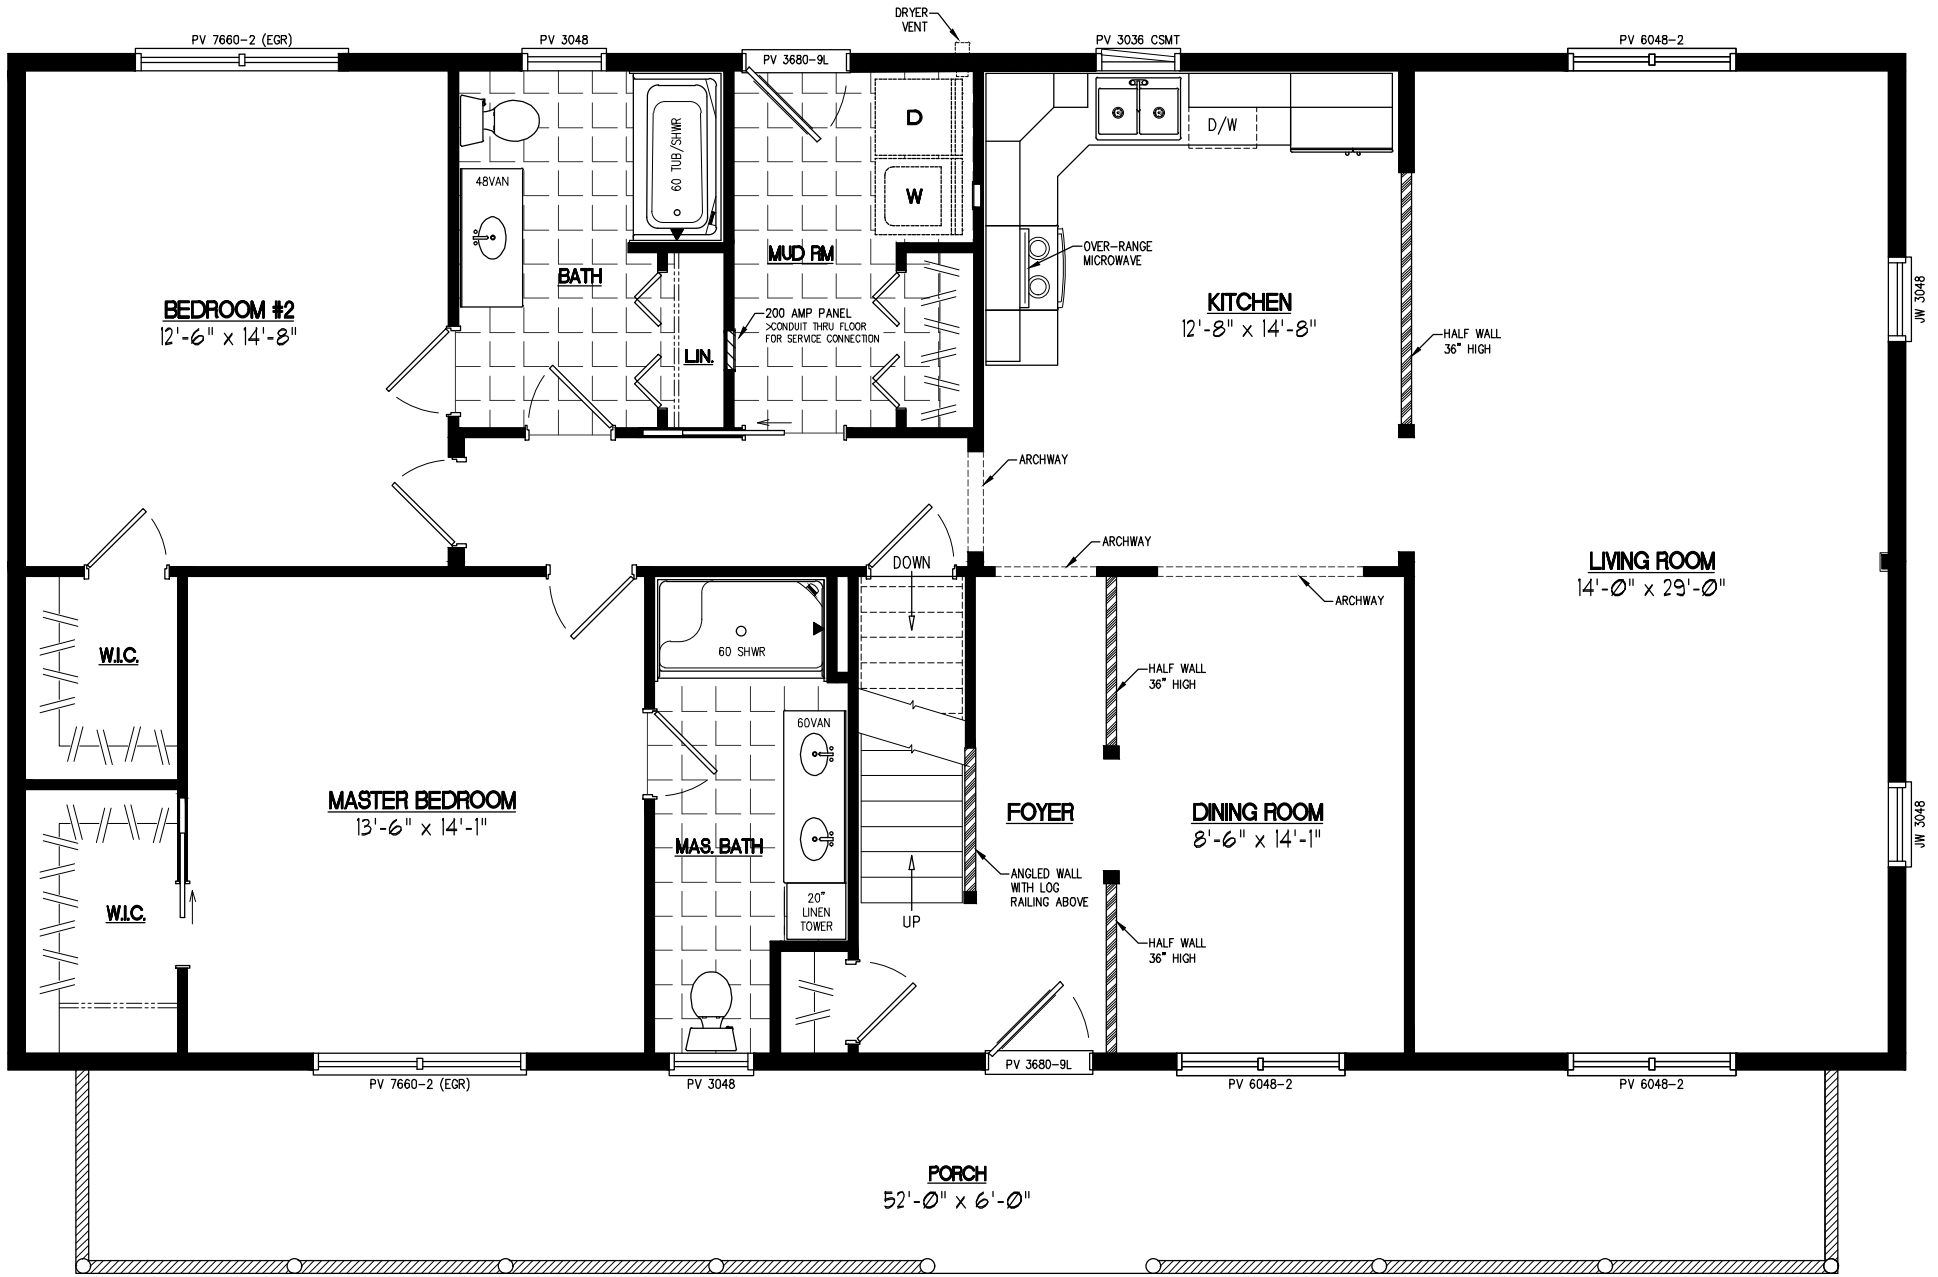 DRYER
VENT
PV 7660-2 (EGR)
PV 3048
PV 3680-9L
PV 3036 CSMT
PV 6048-2
D
W
D/W
48VAN
60 TUB/SHWR
MUD RM
BATH
OVER-RANGE
MICROWAVE
BEDROOM #2
12'-6" x 14'-8"
KITCHEN
12'-8" x 14'-8"
JW 3048
200 AMP PANEL
>CONDUIT THRU FLOOR
FOR SERVICE CONNECTION
LIN.
HALF WALL
36" HIGH
ARCHWAY
ARCHWAY
DOWN
LIVING ROOM
14'-0" x 29'-0"
ARCHWAY
W.I.C.
60 SHWR
HALF WALL
36" HIGH
60VAN
MASTER BEDROOM
13'-6" x 14'-1"
FOYER
DINING ROOM
8'-6" x 14'-1"
JW 3048
MAS. BATH
ANGLED WALL
WITH LOG
RAILING ABOVE
20"
LINEN
TOWER
W.I.C.
UP
HALF WALL
36" HIGH
PV 7660-2 (EGR)
PV 3048
PV 3680-9L
PV 6048-2
PV 6048-2
PORCH
52'-0" x 6'-0"